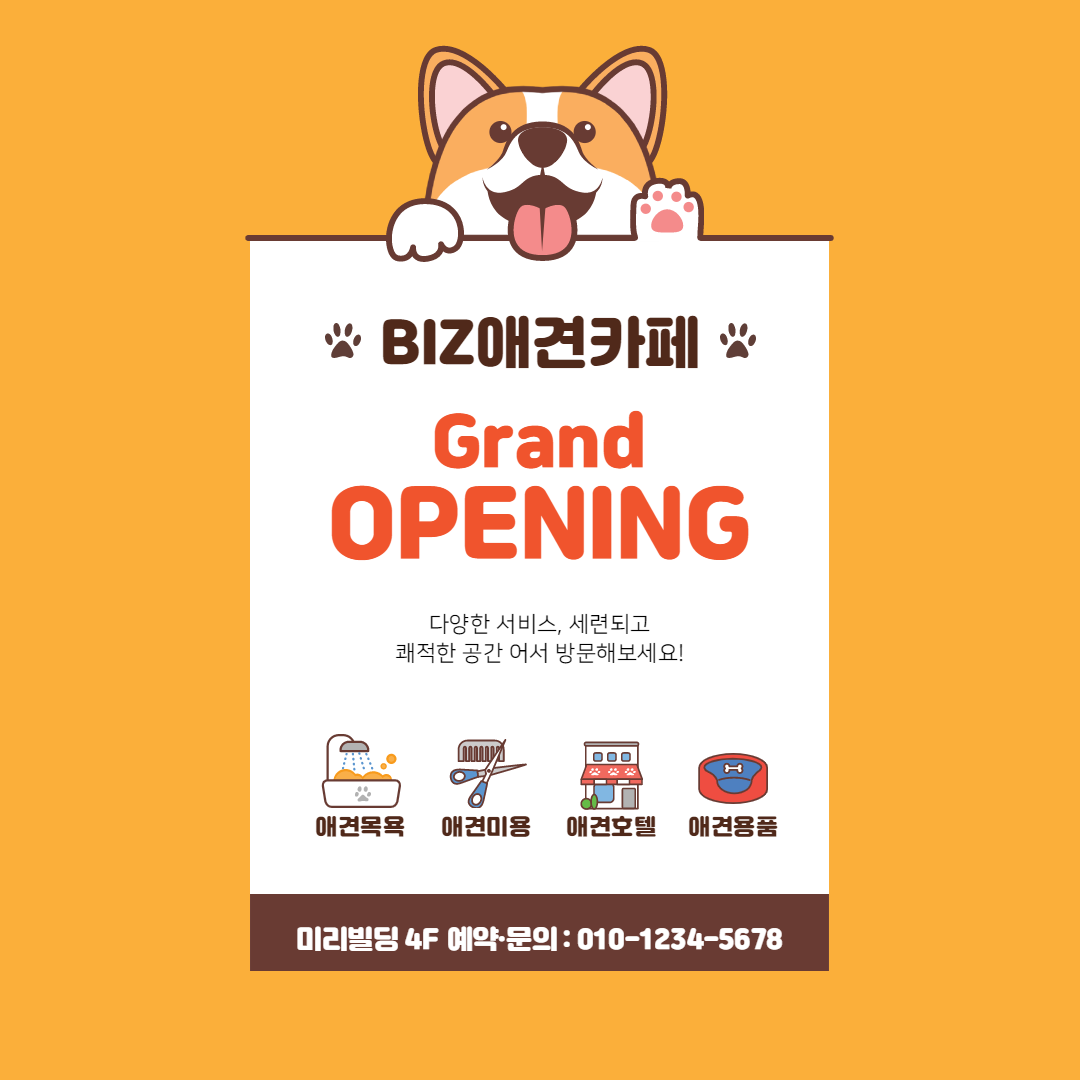 BIZ애견카페
Grand
OPENING
다양한 서비스, 세련되고
쾌적한 공간 어서 방문해보세요!
애견목욕 애견미용 애견호텔 애견용품
미리빌딩 4F 예약·문의 : 010-1234-5678